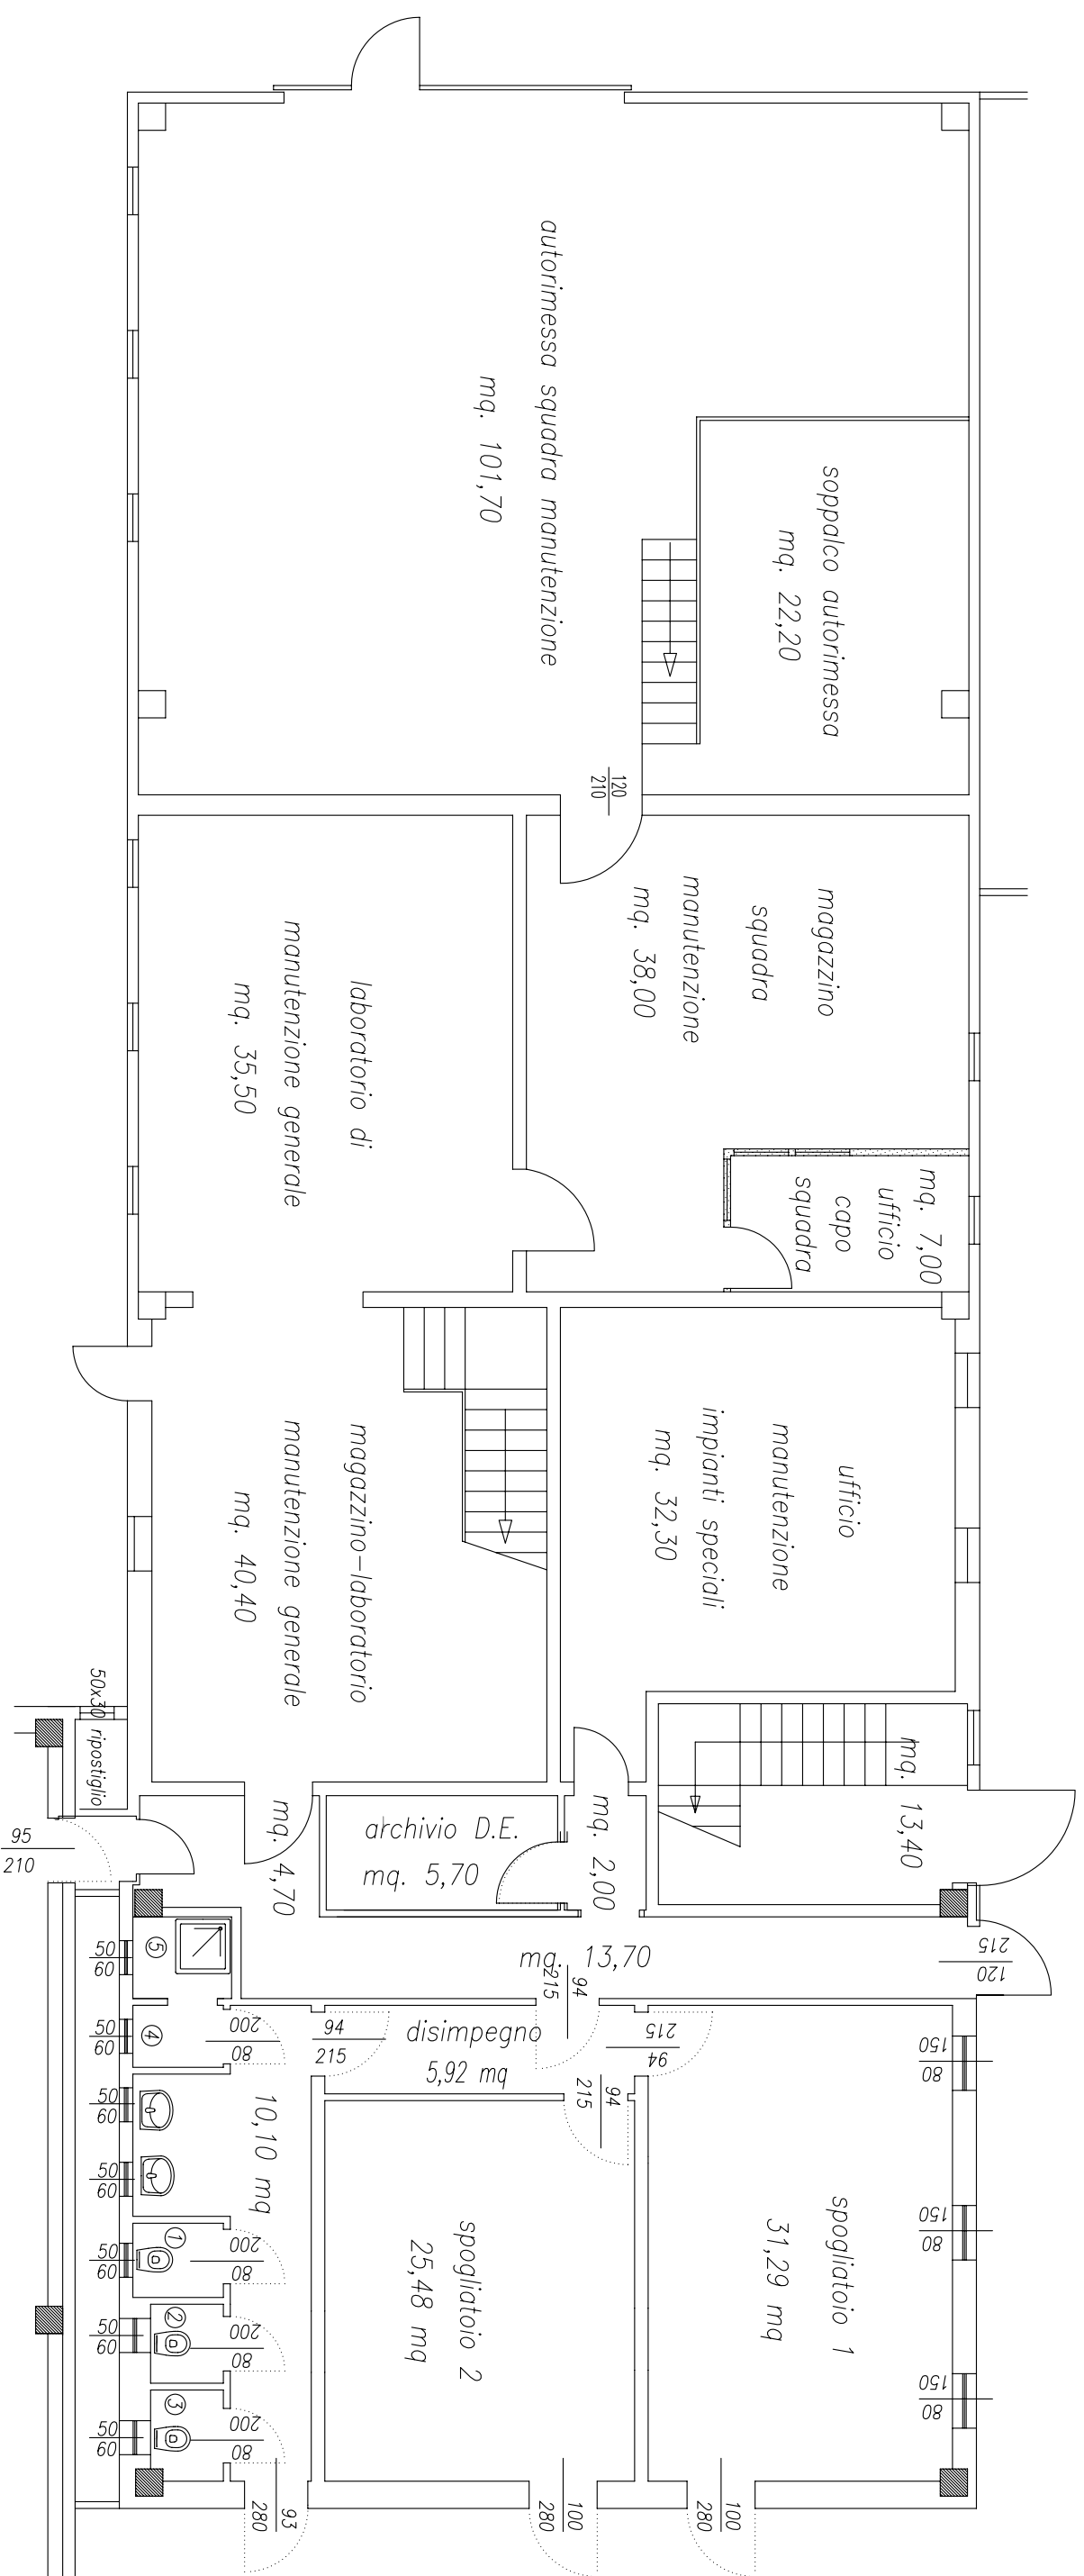 autorimessa squadra manutenzione
mq. 101,70
soppalco autorimessa
mq. 22,20
120
210
magazzino
squadra
manutenzione
mq. 38,00
mq. 7,00
ufficio
capo
squadra
laboratorio di
manutenzione generale
mq. 35,50
ufficio
manutenzione
impianti speciali
mq. 32,30
magazzino-laboratorio
manutenzione generale
mq. 40,40
mq. 13,40
50x30 ripostiglio
mq. 4,70
archivio D.E.
mq. 5,70
mq. 2,00
95
210
mq. 13,70
215
120
94
215
disimpegno
5,92 mq
94
215
215
94
94
215
10,10 mq
spogliatoio 1
31,29 mq
spogliatoio 2
25,48 mq
150
80
150
80
150
80
5
50
60
4
50
60
200
80
50
60
50
60
1
50
60
200
80
2
50
60
200
80
3
50
60
200
80
93
280
100
280
100
280